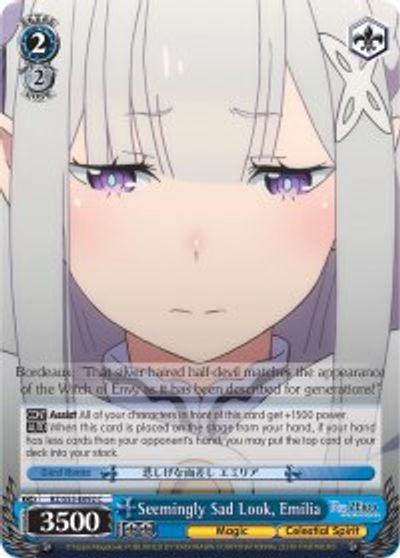 2
2
Bordeaux: "That silver-haired half-devil matches the appearance
of the Witch of Envy as it has been described for generations!"
Assist All of your characters in front of this card get +1500 power.
When this card is placed on the stage from your hand, if your hand
has less cards than your opponent's hand, you may put the top card of your
deck into your stock.
Card Name
悲しげな面差し エミリア
Seemingly Sad Look, Emilia
3500
Magic
Celestial Spirit